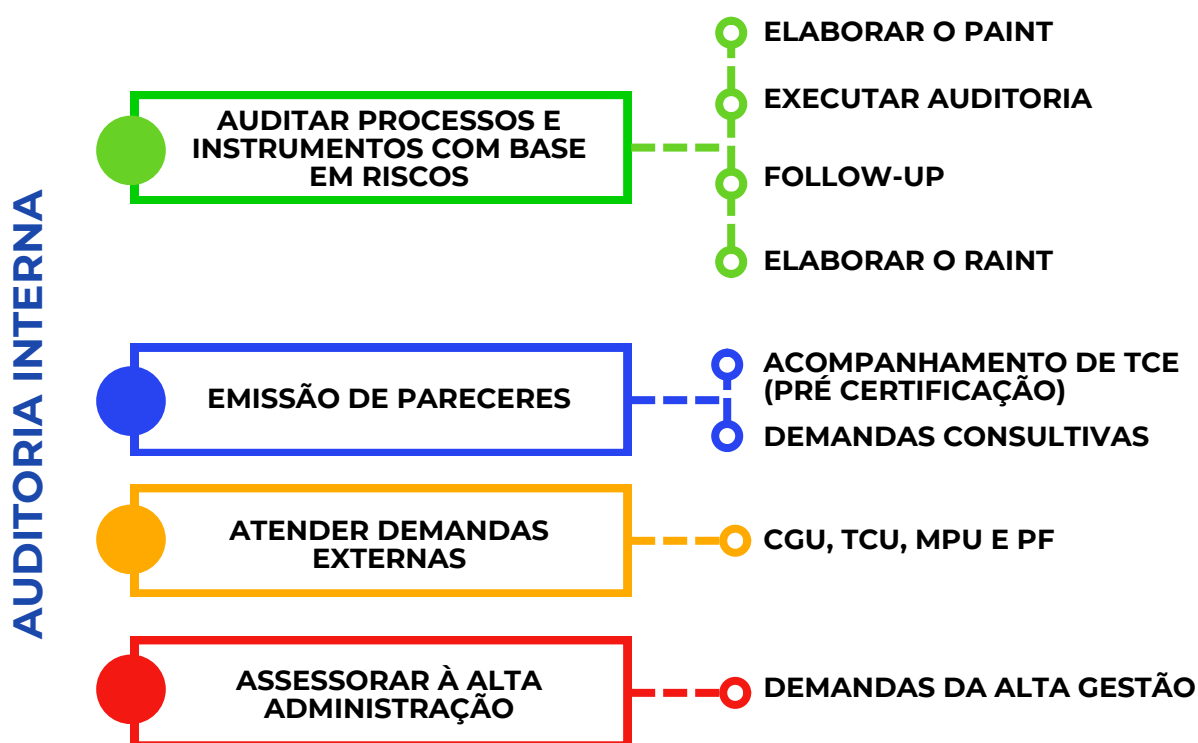 AUDITORIA INTERNA
AUDITAR PROCESSOS E
INSTRUMENTOS COM BASE
EM RISCOS
ELABORAR O PAINT
EXECUTAR AUDITORIA
FOLLOW-UP
ELABORAR O RAINT
EMISSÃO DE PARECERES
ACOMPANHAMENTO DE TCE
(PRÉ CERTIFICAÇÃO)
DEMANDAS CONSULTIVAS
ATENDER DEMANDAS
EXTERNAS
CGU, TCU, MPU E PF
ASSESSORAR À ALTA
ADMINISTRAÇÃO
DEMANDAS DA ALTA GESTÃO